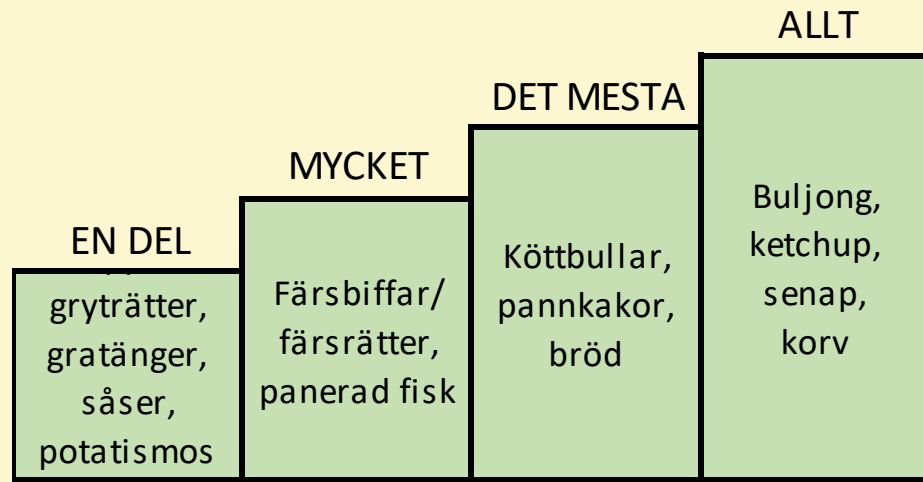 EN DEL
gryträtter,
gratänger,
såser,
potatismos
MYCKET
Färsbiffar/
färsrätter,
panerad fisk
DET MESTA
Köttbullar,
pannkakor,
bröd
ALLT
Buljong,
ketchup,
senap,
korv